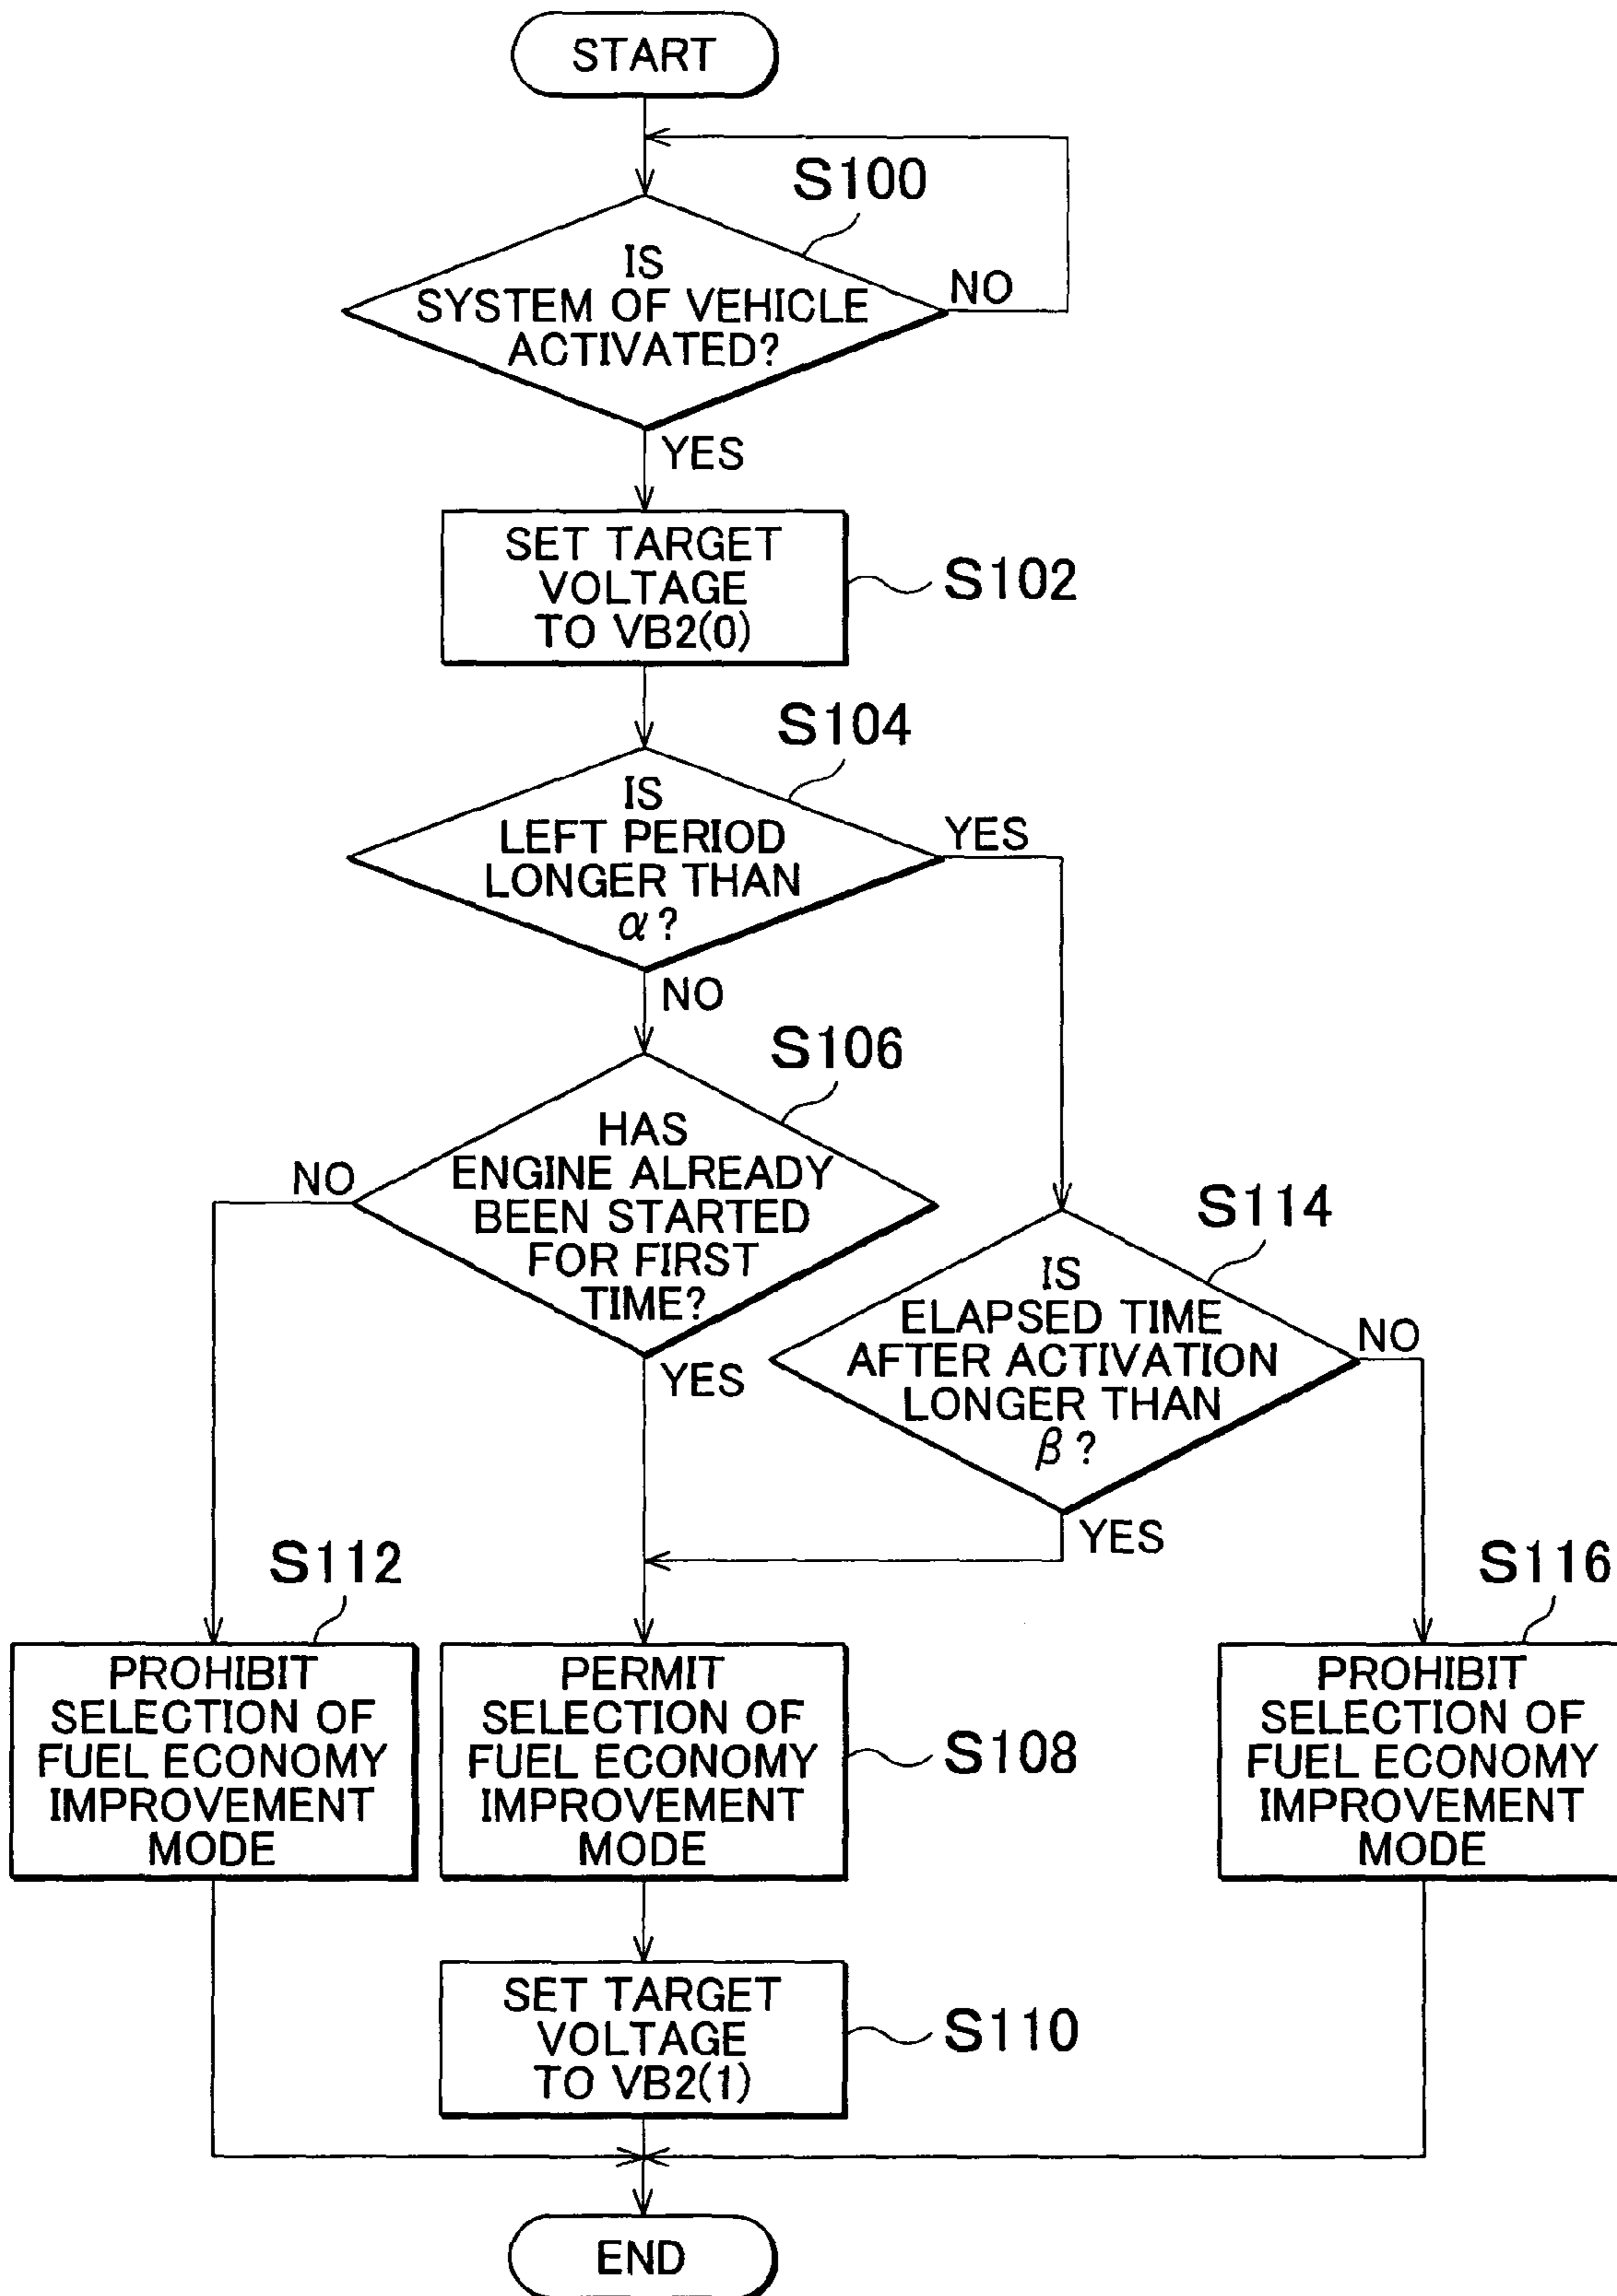 START
S100
IS
SYSTEM OF VEHICLE
ACTIVATED?
NO
YES
SET TARGET
VOLTAGE
TO VB2(0)
S102
S104
IS
LEFT PERIOD
LONGER THAN
α?
YES
NO
S106
HAS
ENGINE ALREADY
BEEN STARTED
FOR FIRST
TIME?
NO
YES
S114
IS
ELAPSED TIME
AFTER ACTIVATION
LONGER THAN
β?
NO
YES
S112
PROHIBIT
SELECTION OF
FUEL ECONOMY
IMPROVEMENT
MODE
PERMIT
SELECTION OF
FUEL ECONOMY
IMPROVEMENT
MODE
S108
S116
PROHIBIT
SELECTION OF
FUEL ECONOMY
IMPROVEMENT
MODE
SET TARGET
VOLTAGE
TO VB2(1)
S110
END